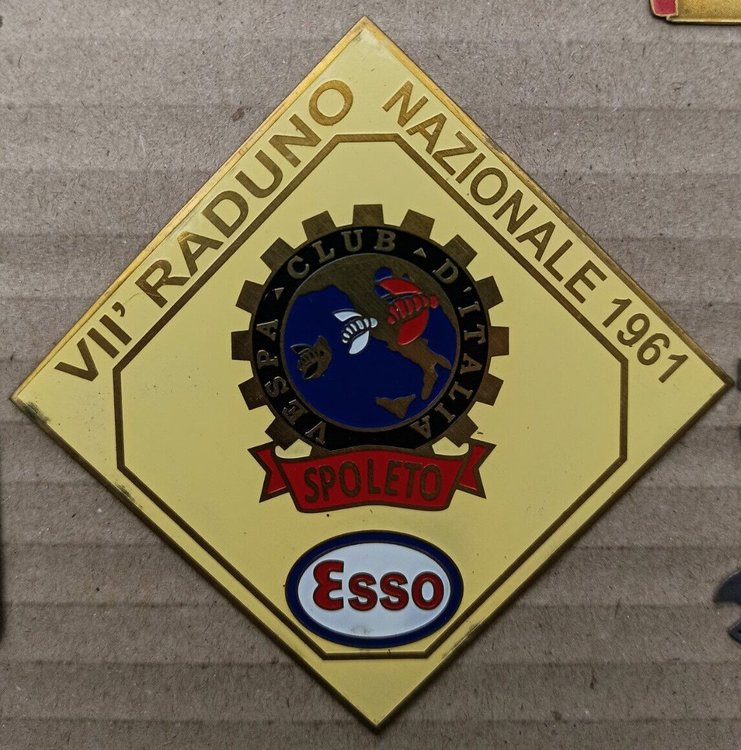 VII' RADUNO
NAZIONALE 1961
VESPA CLUB D'ITALIA
SPOLETO
Esso